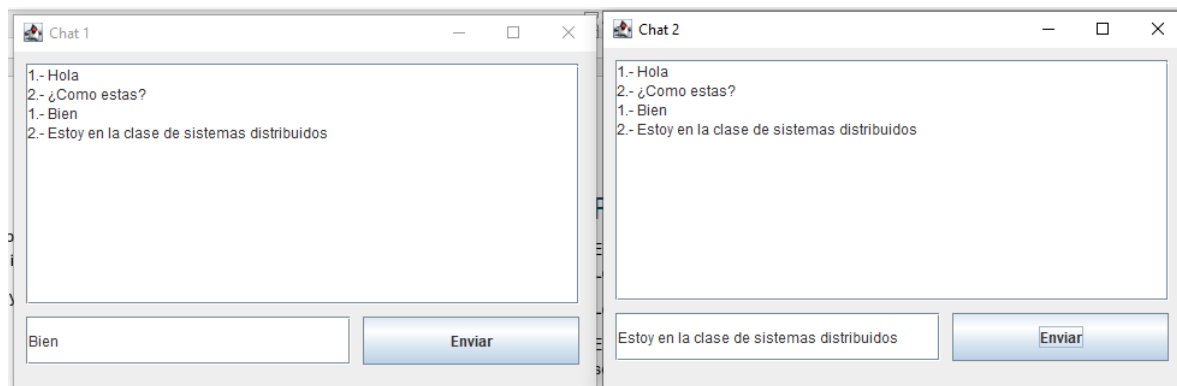 Chat 1
1.- Hola
2.- ¿Como estas?
1.- Bien
2.- Estoy en la clase de sistemas distribuidos
Bien
Enviar
Chat 2
1.- Hola
2.- ¿Como estas?
1.- Bien
2.- Estoy en la clase de sistemas distribuidos
Estoy en la clase de sistemas distribuidos
Enviar